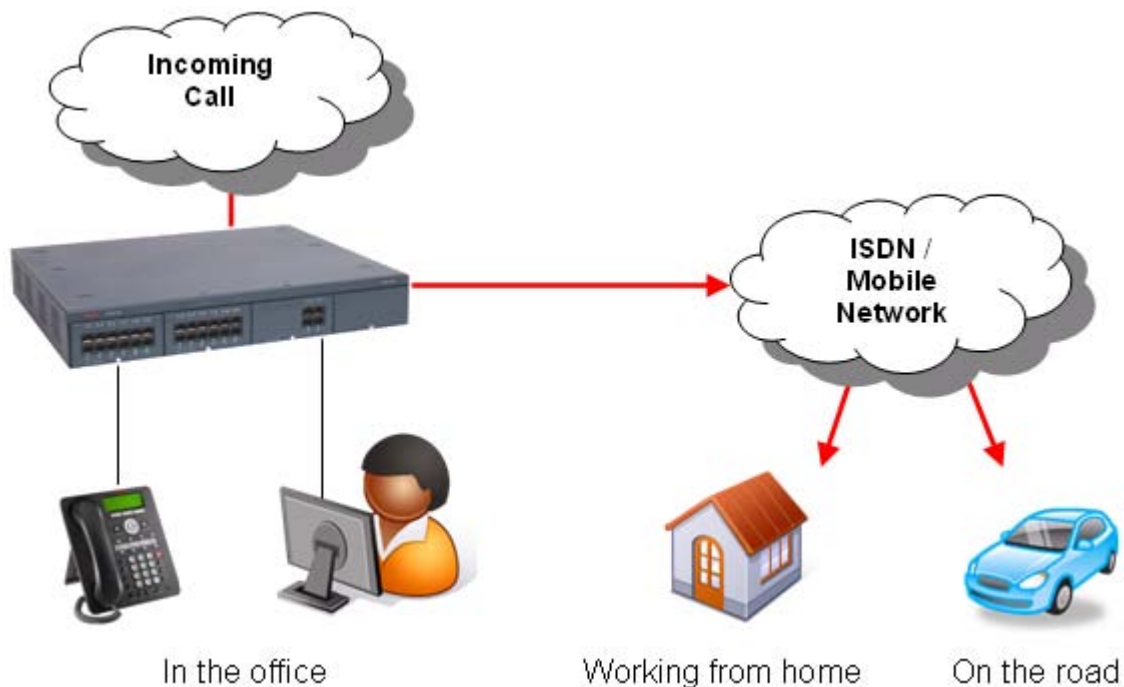 Incoming
Call
ISDN /
Mobile
Network
In the office
Working from home
On the road